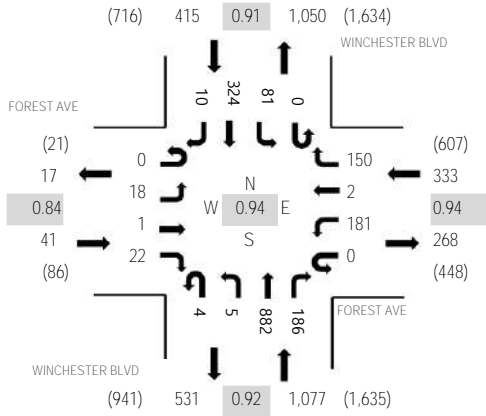 (716) 415 0.91 1,050 (1,634)
WINCHESTER BLVD
10 324 81 0
FOREST AVE
(21)
17
0.84
41
(86)
0
18
1
22
N
W 0.94 E
S
150
2
181
0
(607)
333
0.94
268
(448)
4 5 882 186
FOREST AVE
WINCHESTER BLVD
(941) 531 0.92 1,077 (1,635)